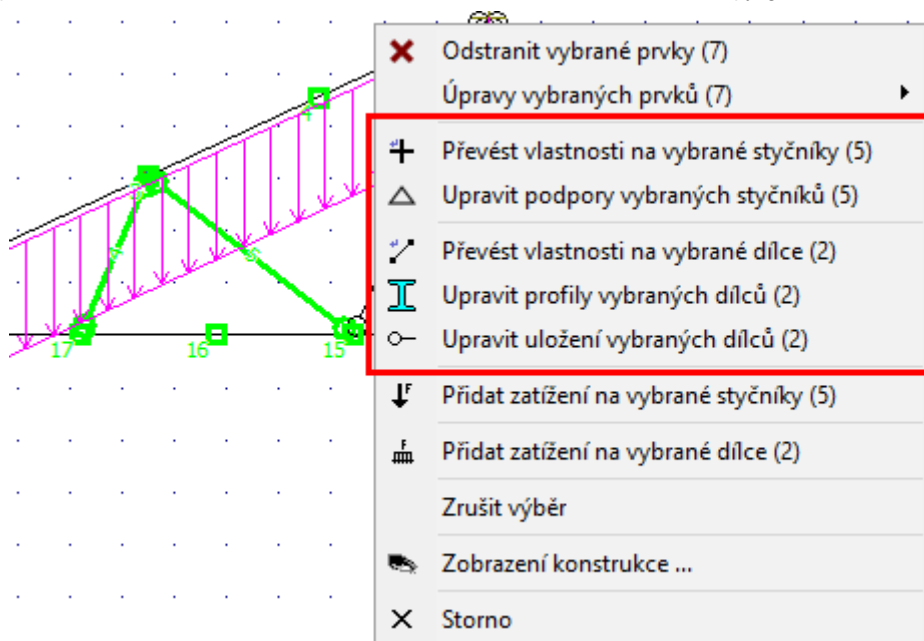 Odstranit vybrané prvky (7)
Úpravy vybraných prvků (7)
Převést vlastnosti na vybrané styčníky (5)
Upravit podpory vybraných styčníků (5)
Převést vlastnosti na vybrané dílce (2)
Upravit profily vybraných dílců (2)
Upravit uložení vybraných dílců (2)
Přidat zatížení na vybrané styčníky (5)
Přidat zatížení na vybrané dílce (2)
Zrušit výběr
Zobrazení konstrukce ...
Storno
4
4
17
16
15